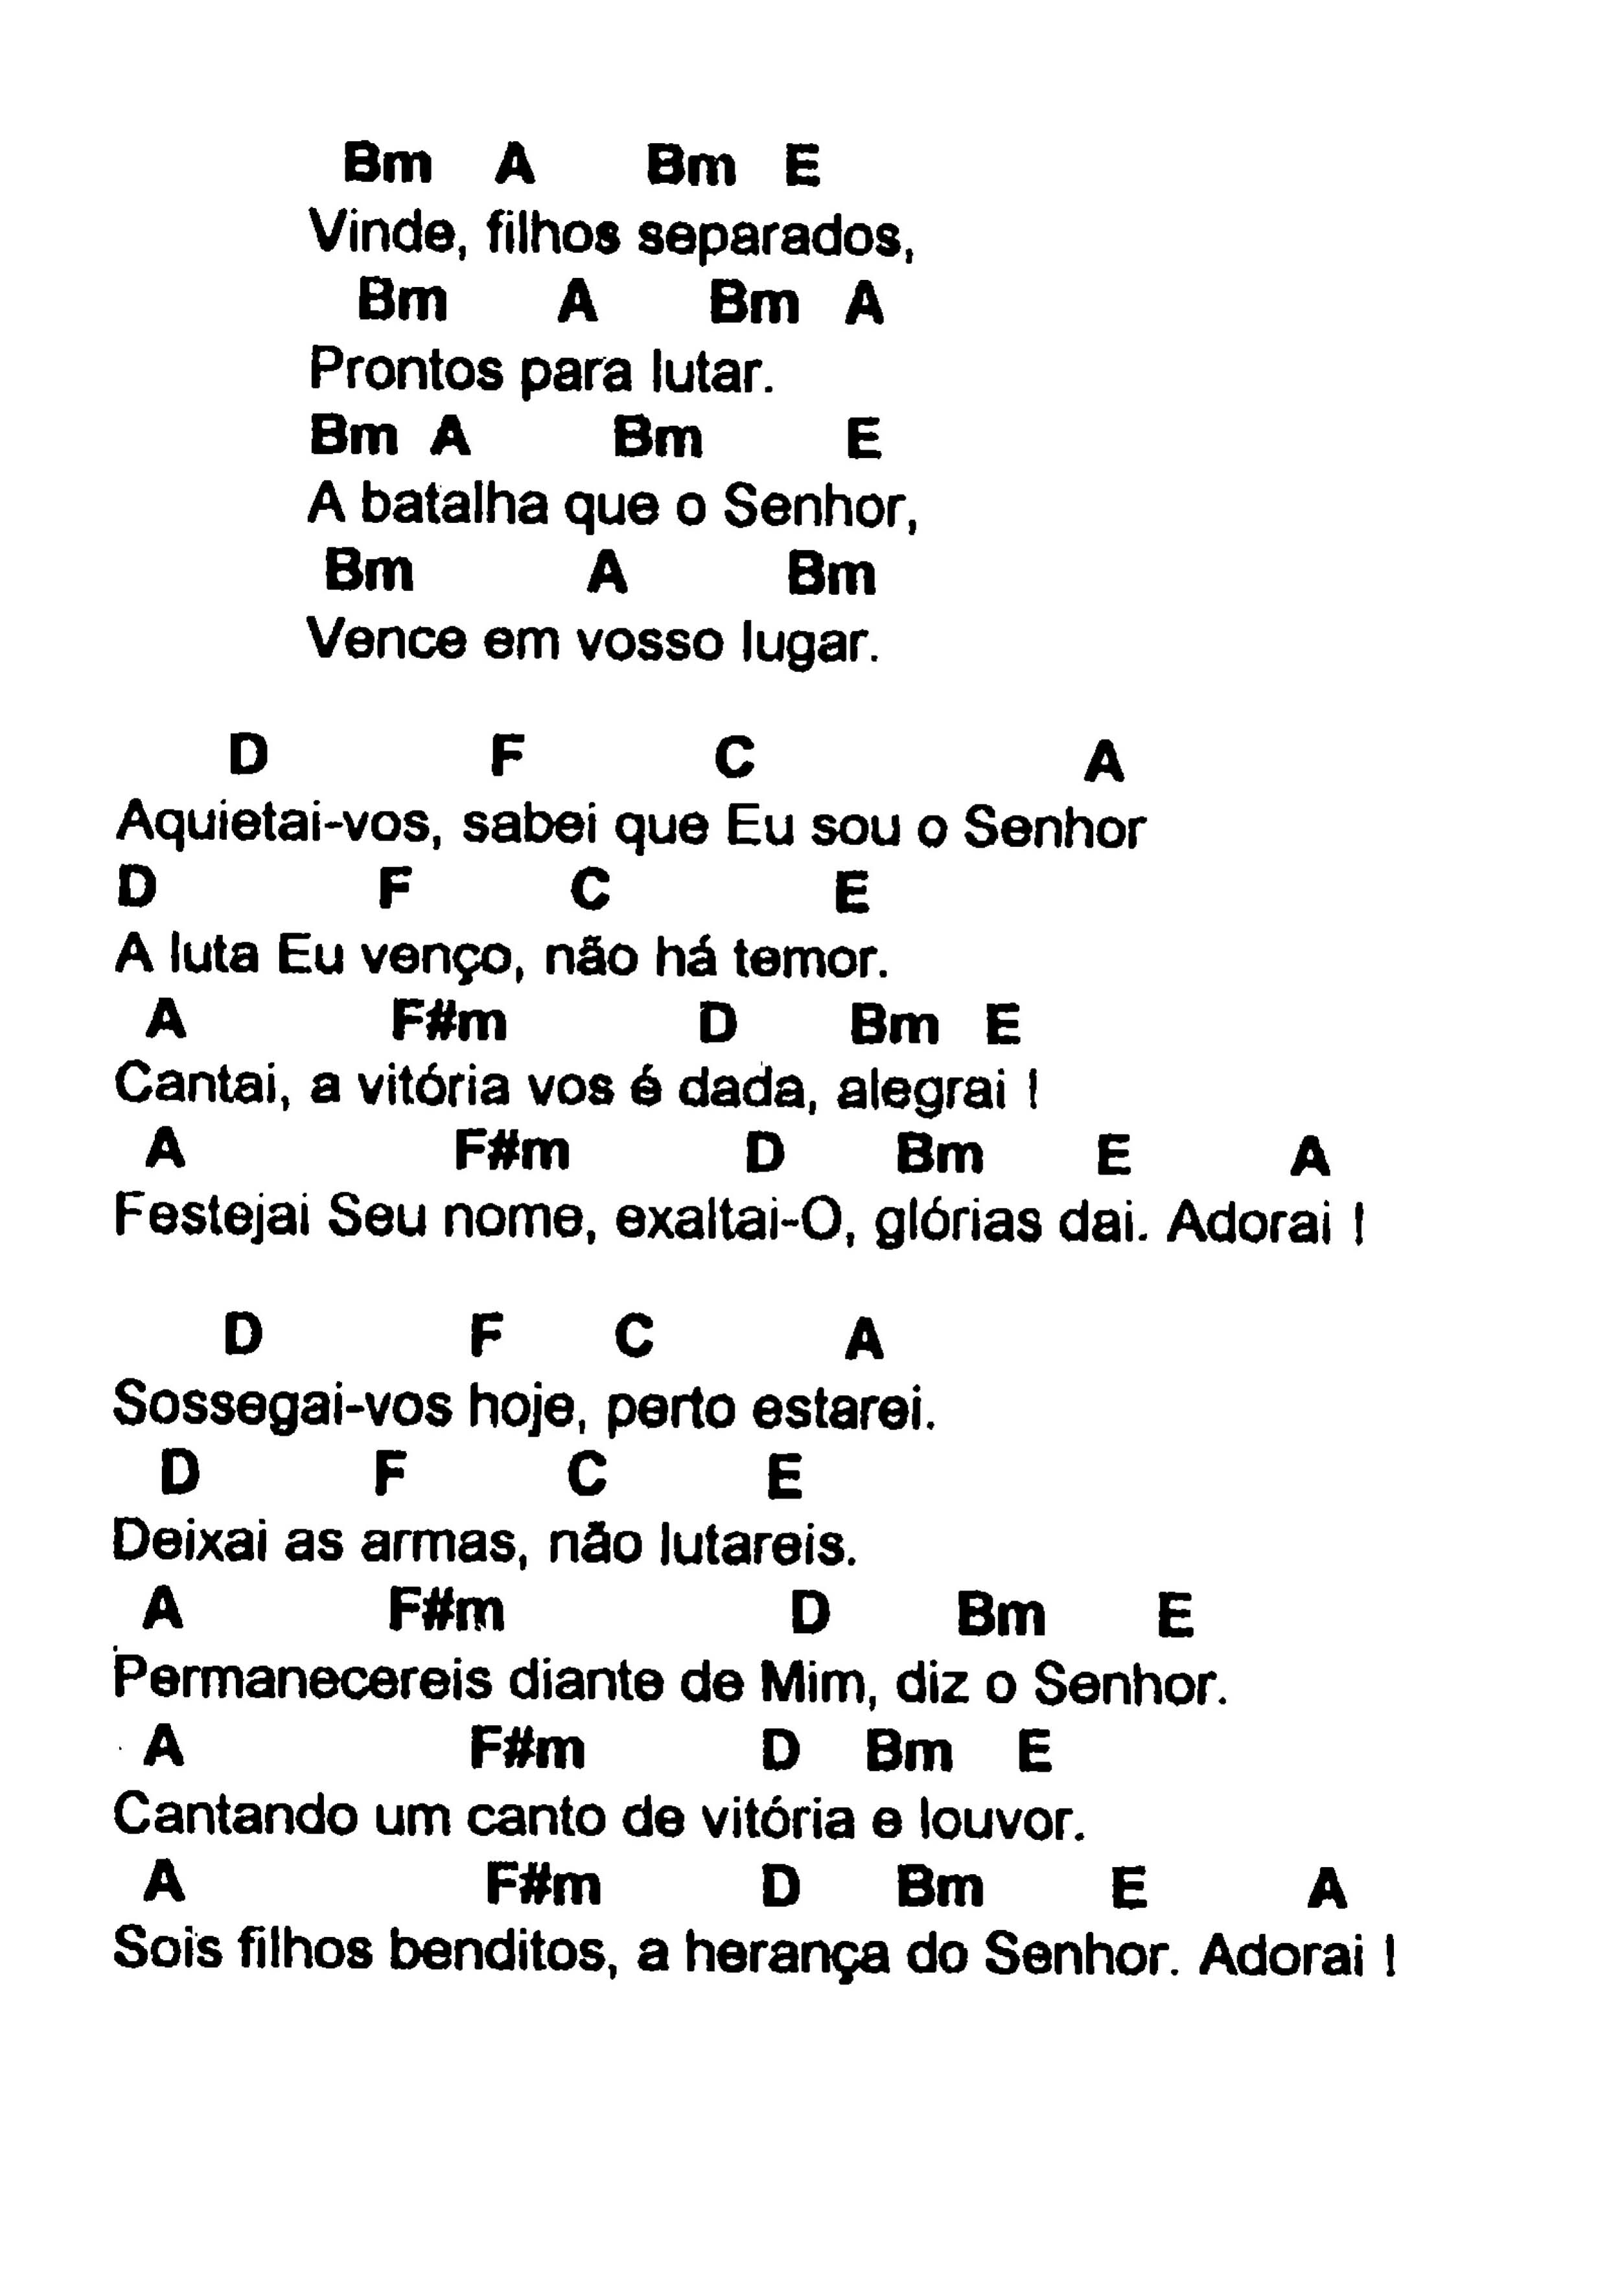 Bm A Bm E
Vinde, filhos separados,
Bm A Bm A
Prontos para lutar.
Bm A Bm E
A batalha que o Senhor,
Bm A Bm
Vence em vosso lugar.
D F C A
Aquietai-vos, sabei que Eu sou o Senhor
D F C E
A luta Eu venço, não há temor.
A F#m D Bm E
Cantai, a vitória vos é dada, alegrai !
A F#m D Bm E A
Festejai Seu nome, exaltai-O, glórias dai. Adorai !
D F C A
Sossegai-vos hoje, perto estarei.
D F C E
Deixai as armas, não lutareis.
A F#m D Bm E
Permanecereis diante de Mim, diz o Senhor.
A F#m D Bm E
Cantando um canto de vitória e louvor.
A F#m D Bm E A
Sois filhos benditos, a herança do Senhor. Adorai !